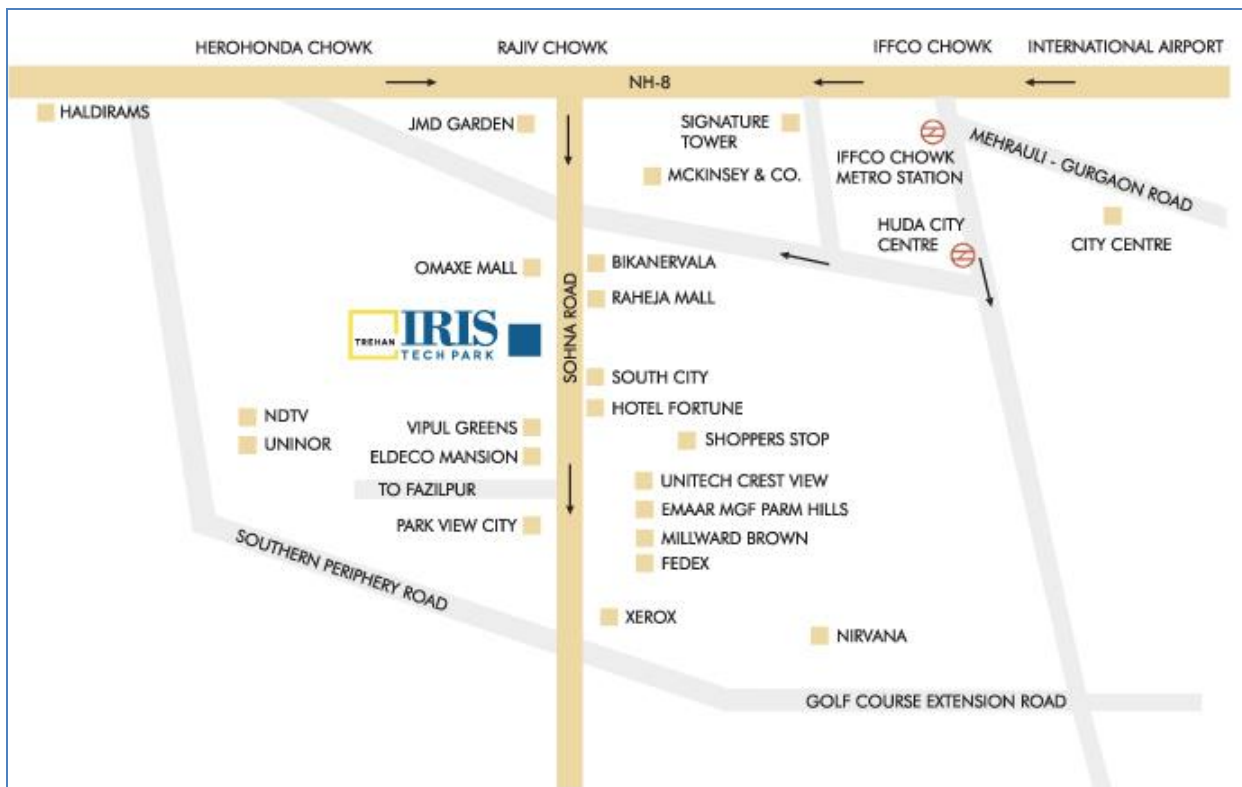 HEROHONDA CHOWK
RAJIV CHOWK
IFFCO CHOWK
INTERNATIONAL AIRPORT
NH-8
HALDIRAMS
JMD GARDEN
SIGNATURE
TOWER
MCKINSEY & CO.
IFFCO CHOWK
METRO STATION
MEHRAULI - GURGAON ROAD
HUDA CITY
CENTRE
CITY CENTRE
OMAXE MALL
BIKANERVALA
RAHEJA MALL
SOHNA ROAD
TREHAN
IRIS
TECH PARK
SOUTH CITY
HOTEL FORTUNE
NDTV
UNINOR
VIPUL GREENS
ELDECO MANSION
SHOPPERS STOP
TO FAZILPUR
UNITECH CREST VIEW
EMAAR MGF PARM HILLS
PARK VIEW CITY
MILLWARD BROWN
FEDEX
SOUTHERN PERIPHERY ROAD
XEROX
NIRVANA
GOLF COURSE EXTENSION ROAD